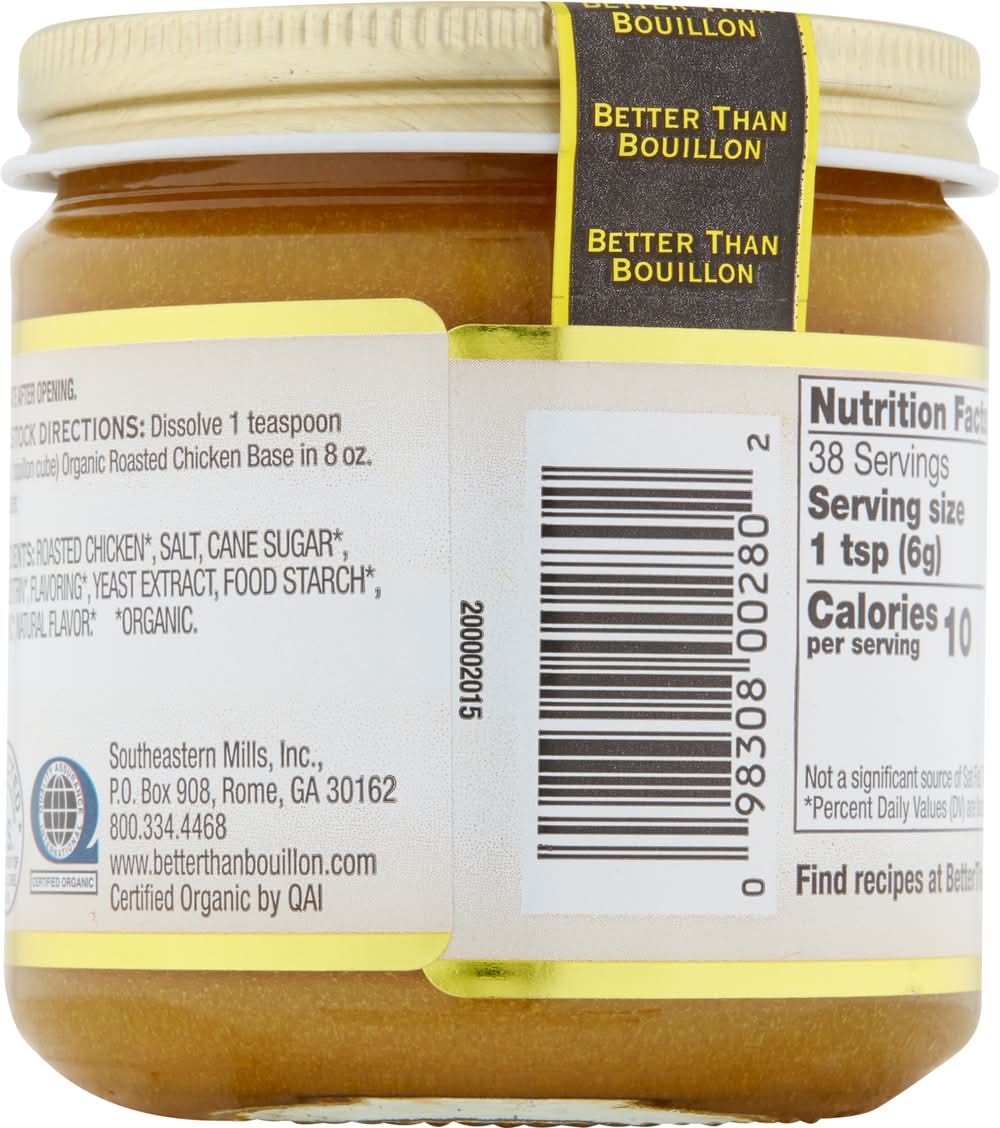 BOUILLON
BETTER THAN
BOUILLON
BETTER THAN
BOUILLON
AFTER OPENING.
DIRECTIONS: Dissolve 1 teaspoon
cube) Organic Roasted Chicken Base in 8 oz.
ROASTED CHICKEN*, SALT, CANE SUGAR*,
FLAVORING*, YEAST EXTRACT, FOOD STARCH*,
NATURAL FLAVOR.* *ORGANIC.
CERTIFIED ORGANIC
Southeastern Mills, Inc.,
P.O. Box 908, Rome, GA 30162
800.334.4468
www.betterthanbouillon.com
Certified Organic by QAI
200002015
0 98308 00280 2
Nutrition Facts
38 Servings
Serving size
1 tsp (6g)
Calories 10
per serving
Not a significant source of
*Percent Daily Values (DV)
Find recipes at